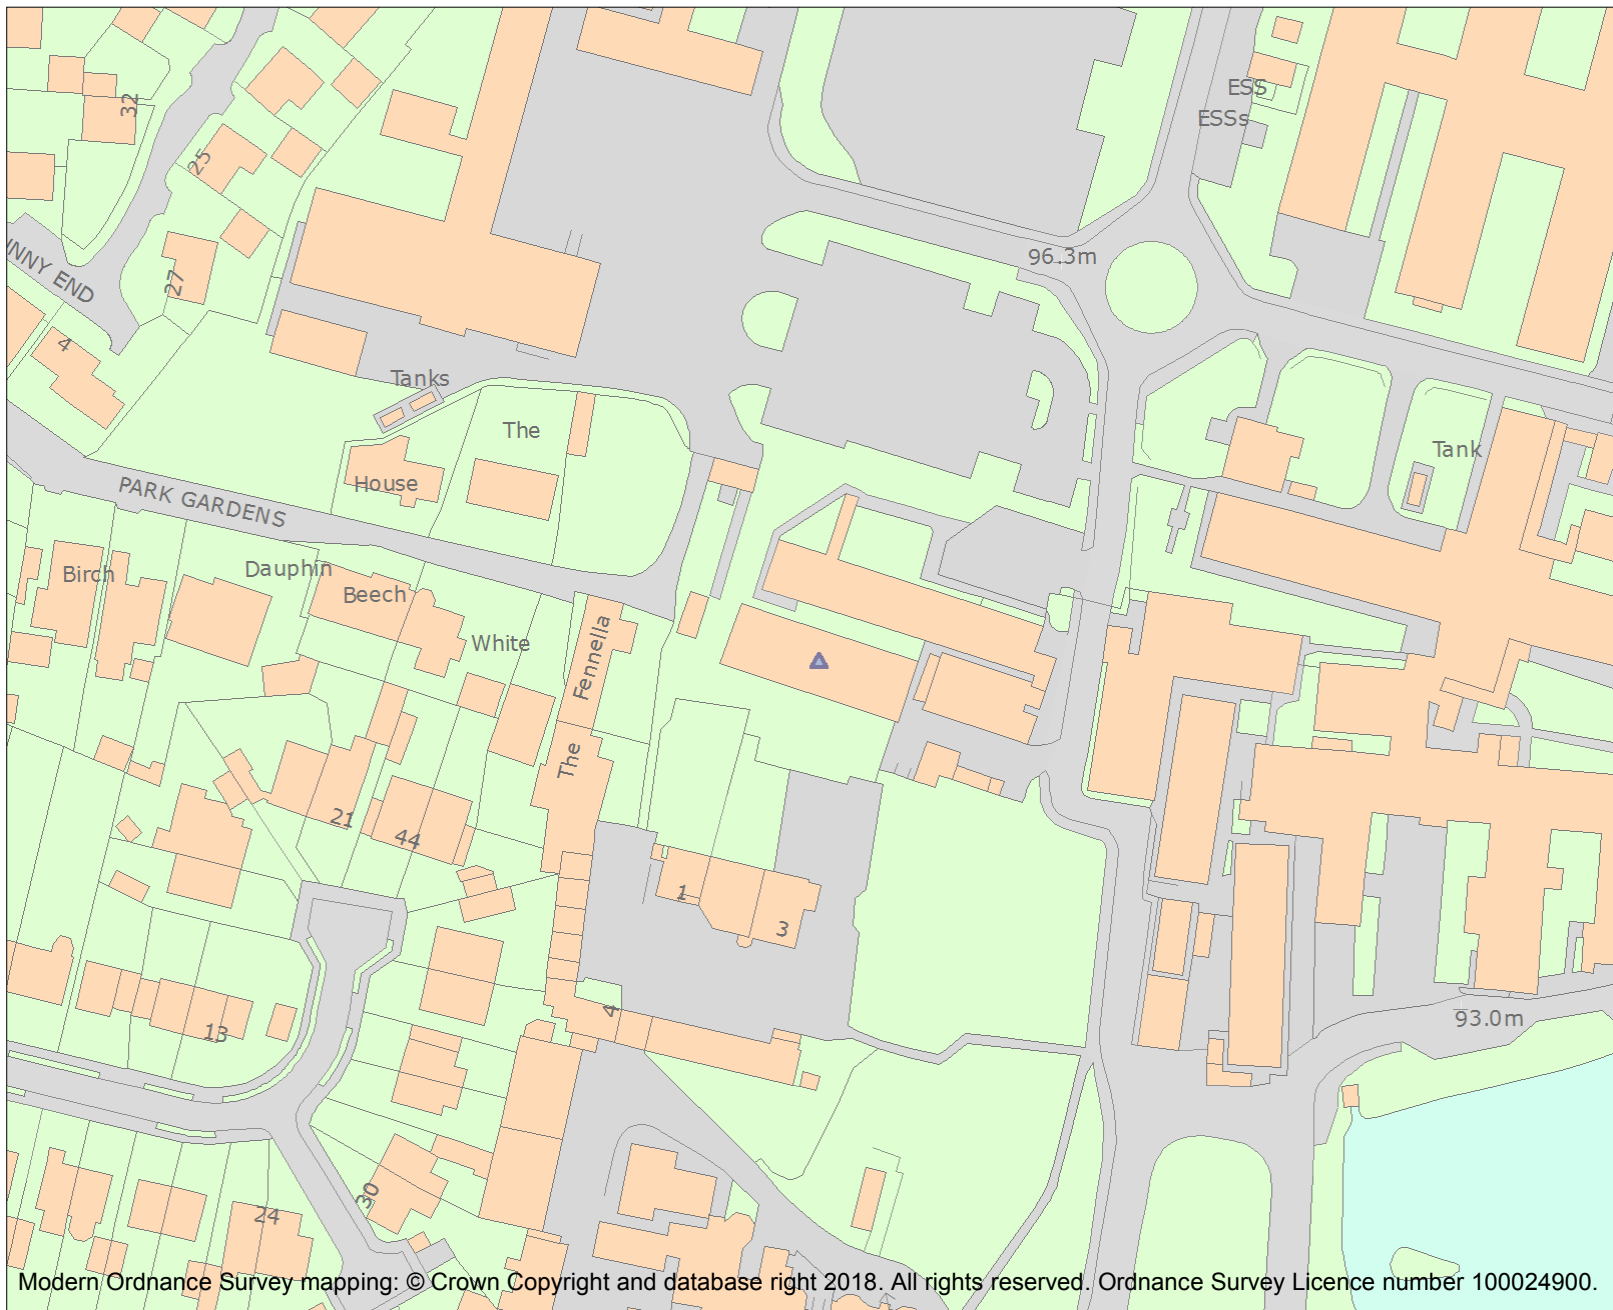 ESS
ESSs
32
25
96.3m
NNY END
27
4
Tanks
The
Tank
House
PARK GARDENS
Birch
Dauphin
Beech
White
Fennella
The
21
44
1
3
4
13
93.0m
30
24
Modern Ordnance Survey mapping: © Crown Copyright and database right 2018. All rights reserved. Ordnance Survey Licence number 100024900.